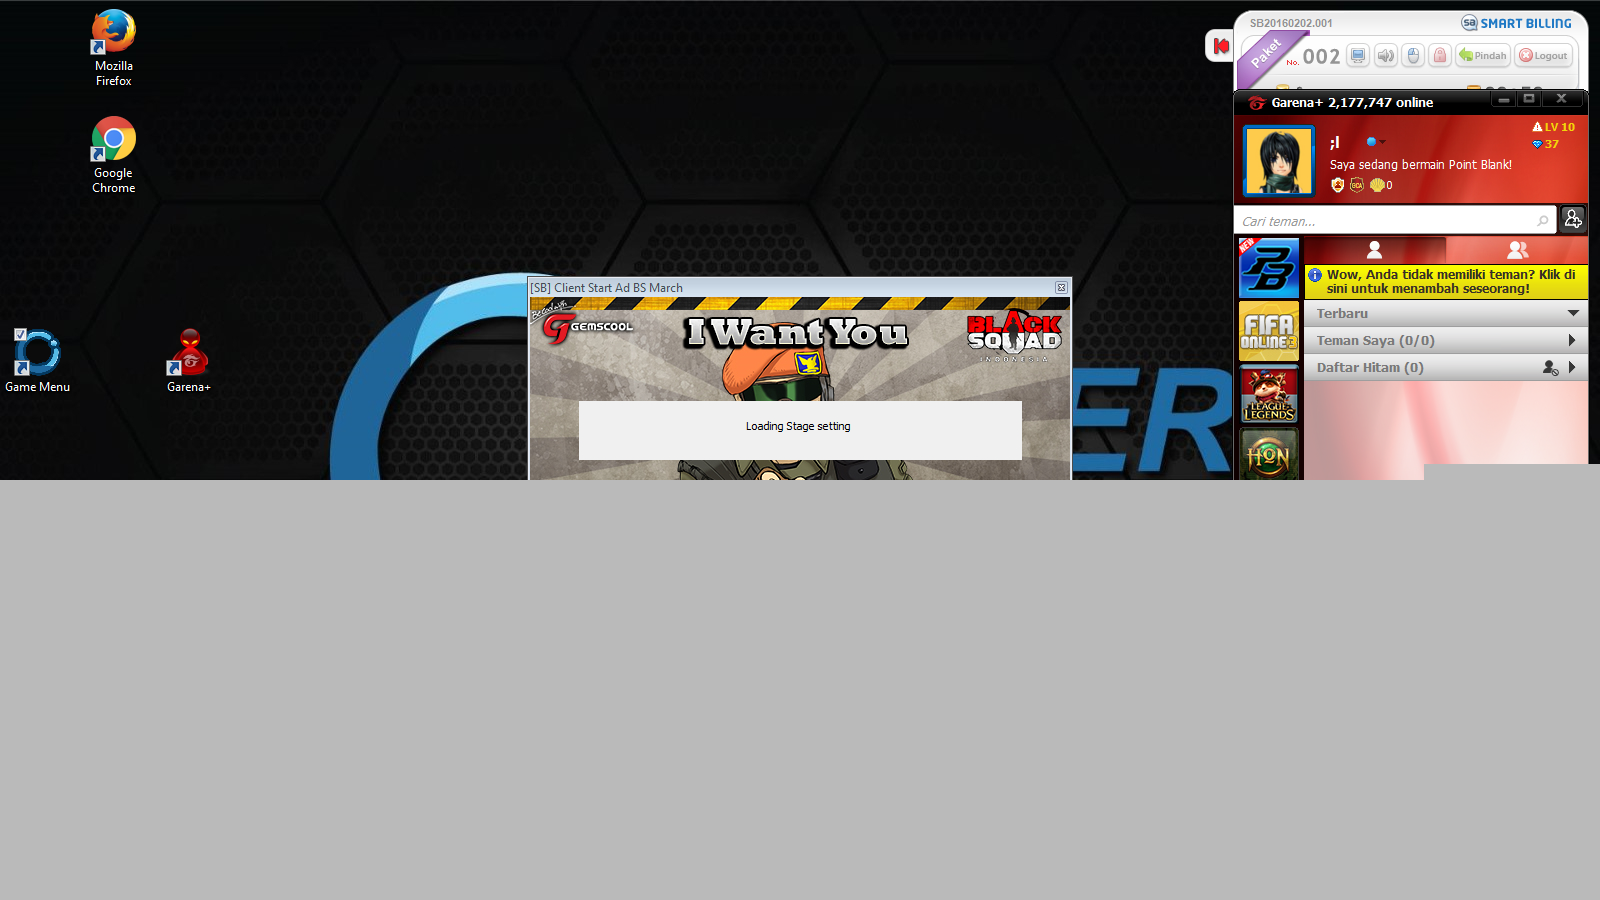 Mozilla
Firefox
Google
Chrome
Game Menu
Garena+
SB20160202.001
SMART BILLING
Paket
No. 002
Pindah
Logout
Garena+ 2,177,747 online
;l
LV 10
37
Saya sedang bermain Point Blank!
0
Cari teman...
NEW
Wow, Anda tidak memiliki teman? Klik di
sini untuk menambah seseorang!
FIFA
ONLINE 3
Terbaru
Teman Saya (0/0)
Daftar Hitam (0)
LEAGUE
LEGENDS
HON
[SB] Client Start Ad BS March
GEMSCOOL
I Want You
BLACK
SQUAD
INDONESIA
Loading Stage setting
ER